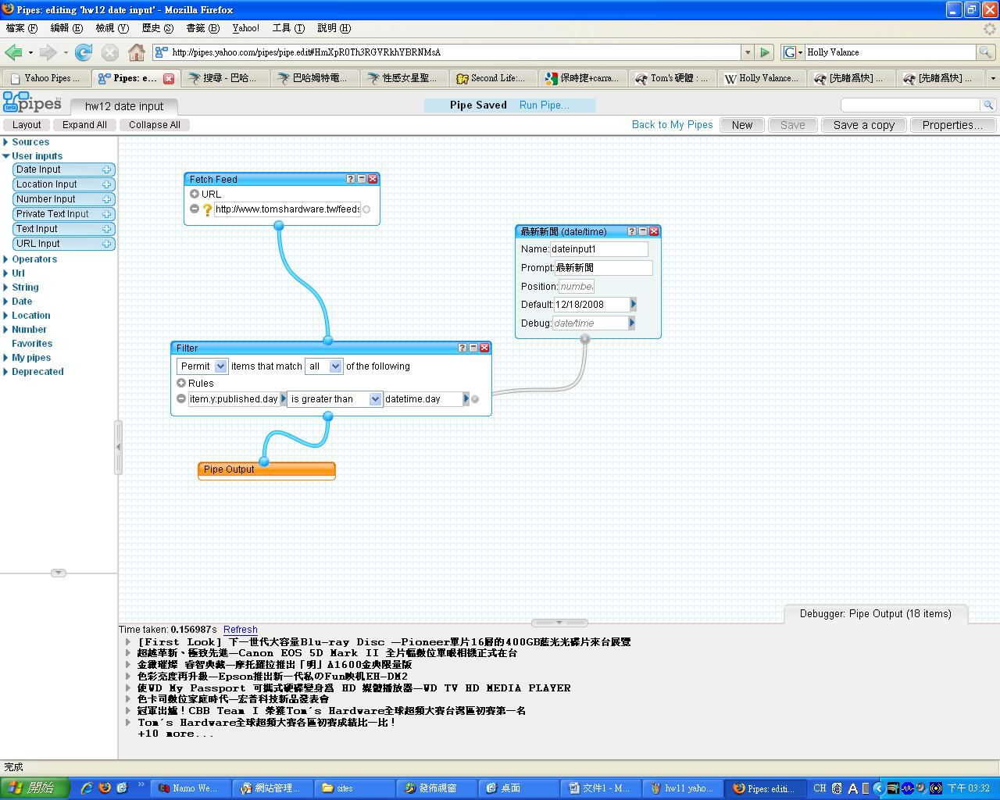 Pipes: editing 'hw12 date input' - Mozilla Firefox
檔案 (F) 編輯 (E) 檢視 (V) 歷史 (S) 書籤 (B) Yahoo! 工具 (T) 說明 (H)
http://pipes.yahoo.com/pipes/pipe.edit#HmXpR0Th3RGVRkhYBRNMsA
Holly Valance
Yahoo Pipes ... Pipes: e... 搜尋 - 巴哈... 巴哈姆特電... 性感女星聖... Second Life:... 保時捷+carra... Tom's 硬體 : ... Holly Valance... [先睹爲快] ... [先睹爲快] ...
beta pipes hw12 date input Pipe Saved Run Pipe...
Layout Expand All Collapse All Back to My Pipes New Save Save a copy Properties...
Sources
User inputs
Date Input
Location Input
Number Input
Private Text Input
Text Input
URL Input
Operators
Url
String
Date
Location
Number
Favorites
My pipes
Deprecated
Fetch Feed
URL
http://www.tomshardware.tw/feeds
最新新聞 (date/time)
Name: dateinput1
Prompt: 最新新聞
Position: number
Default: 12/18/2008
Debug: date/time
Filter
Permit items that match all of the following
Rules
item.y:published.day is greater than datetime.day
Pipe Output
Debugger: Pipe Output (18 items)
Time taken: 0.156987s Refresh
[First Look] 下一世代大容量Blu-ray Disc —Pioneer單片16層的400GB藍光光碟片來台展覽
超越革新、極致先進—Canon EOS 5D Mark II 全片幅數位單眼相機正式在台
金緻璀燦 睿智典藏—摩托羅拉推出「明」A1600金典限量版
色彩亮度再升級—Epson推出新一代私のFun映机EH-DM2
使WD My Passport 可攜式硬碟變身爲 HD 媒體播放器—WD TV HD MEDIA PLAYER
色卡司數位家庭時代—宏普科技新品發表會
冠軍出爐！CBB Team I 榮獲Tom´s Hardware全球超頻大賽台灣區初賽第一名
Tom´s Hardware全球超頻大賽各區初賽成績比一比！
+10 more...
完成
開始 Namo We... 網站管理... sites 發佈視窗 桌面 文件1 - M... hw11 yaho... Pipes: editi... CH 下午 03:32